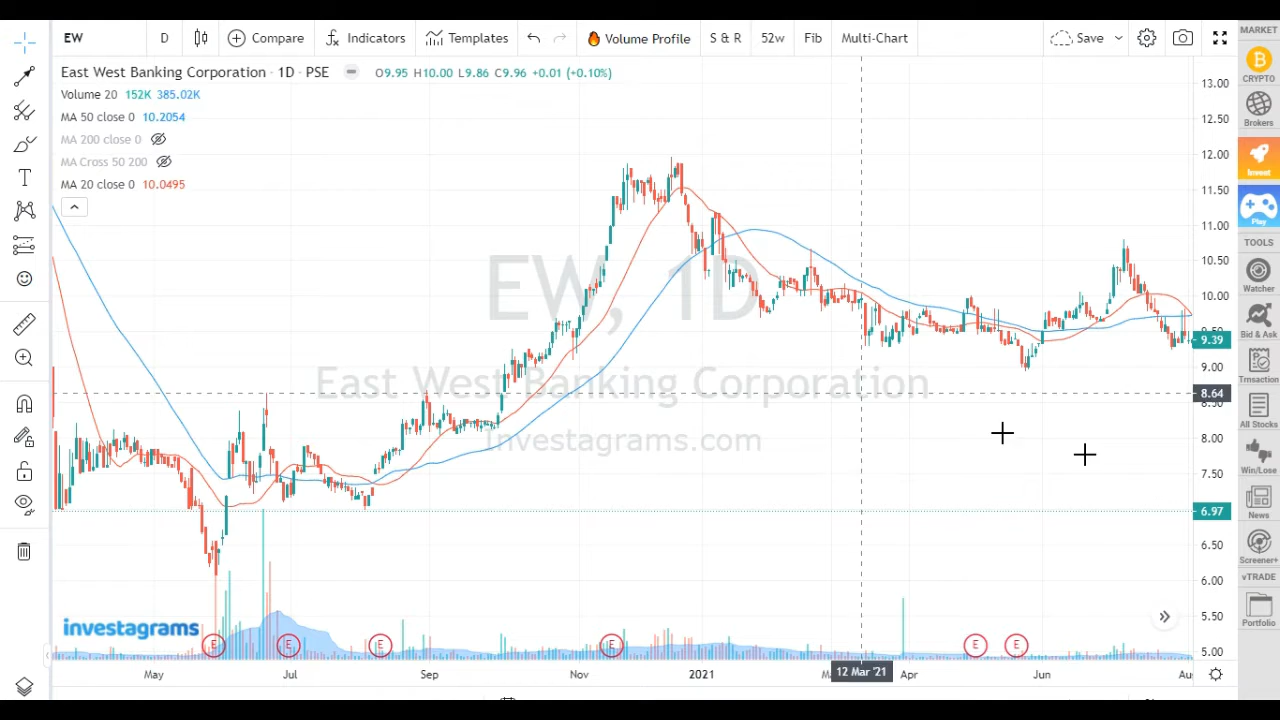 EW D Compare Indicators Templates Volume Profile S & R 52w Fib Multi-Chart Save
East West Banking Corporation · 1D · PSE O9.95 H10.00 L9.86 C9.96 +0.01 (+0.10%)
Volume 20 152K 385.02K
MA 50 close 0 10.2054
MA 200 close 0
MA Cross 50 200
MA 20 close 0 10.0495
EW, 1D
East West Banking Corporation
Investagrams.com
investagrams
E E E E E E
May Jul Sep Nov 2021 12 Mar '21 Apr Jun
13.00
12.50
12.00
11.50
11.00
10.50
10.00
9.50
9.39
9.00
8.64
8.50
8.00
7.50
6.97
6.50
6.00
5.50
5.00
MARKET
CRYPTO
Brokers
Invest
Play
TOOLS
Watcher
Bid & Ask
Trnsaction
All Stocks
Win/Lose
News
Screener+
vTRADE
Portfolio